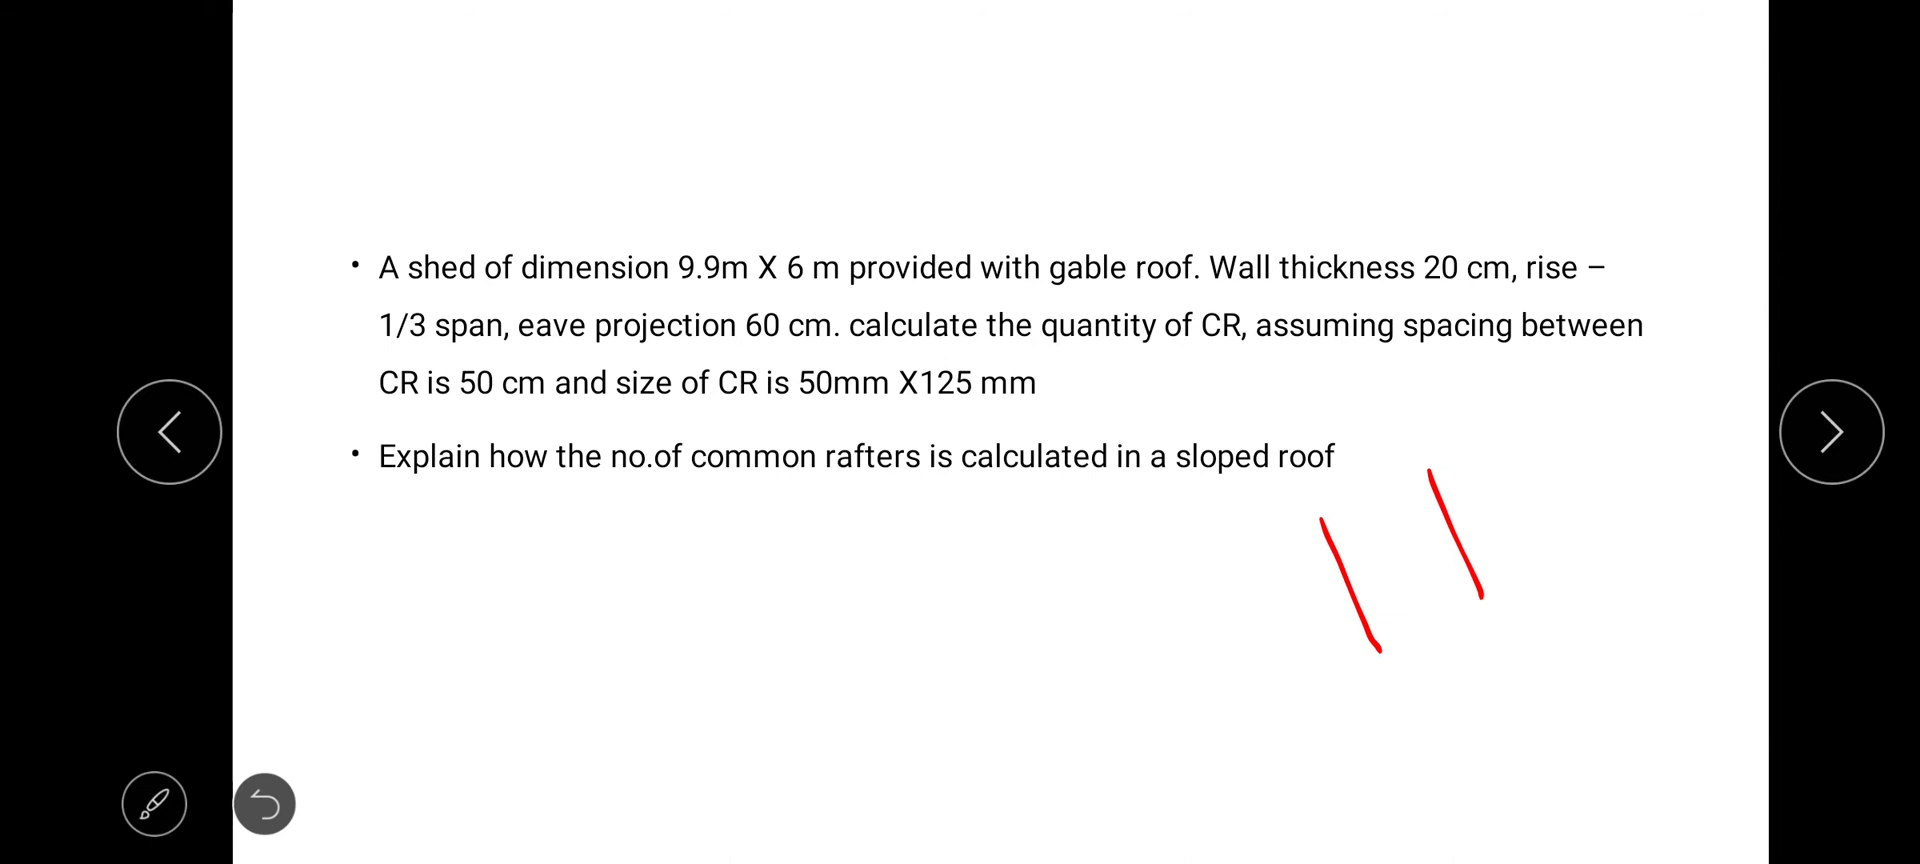 • A shed of dimension 9.9m X 6 m provided with gable roof. Wall thickness 20 cm, rise –
1/3 span, eave projection 60 cm. calculate the quantity of CR, assuming spacing between
CR is 50 cm and size of CR is 50mm X125 mm
• Explain how the no.of common rafters is calculated in a sloped roof